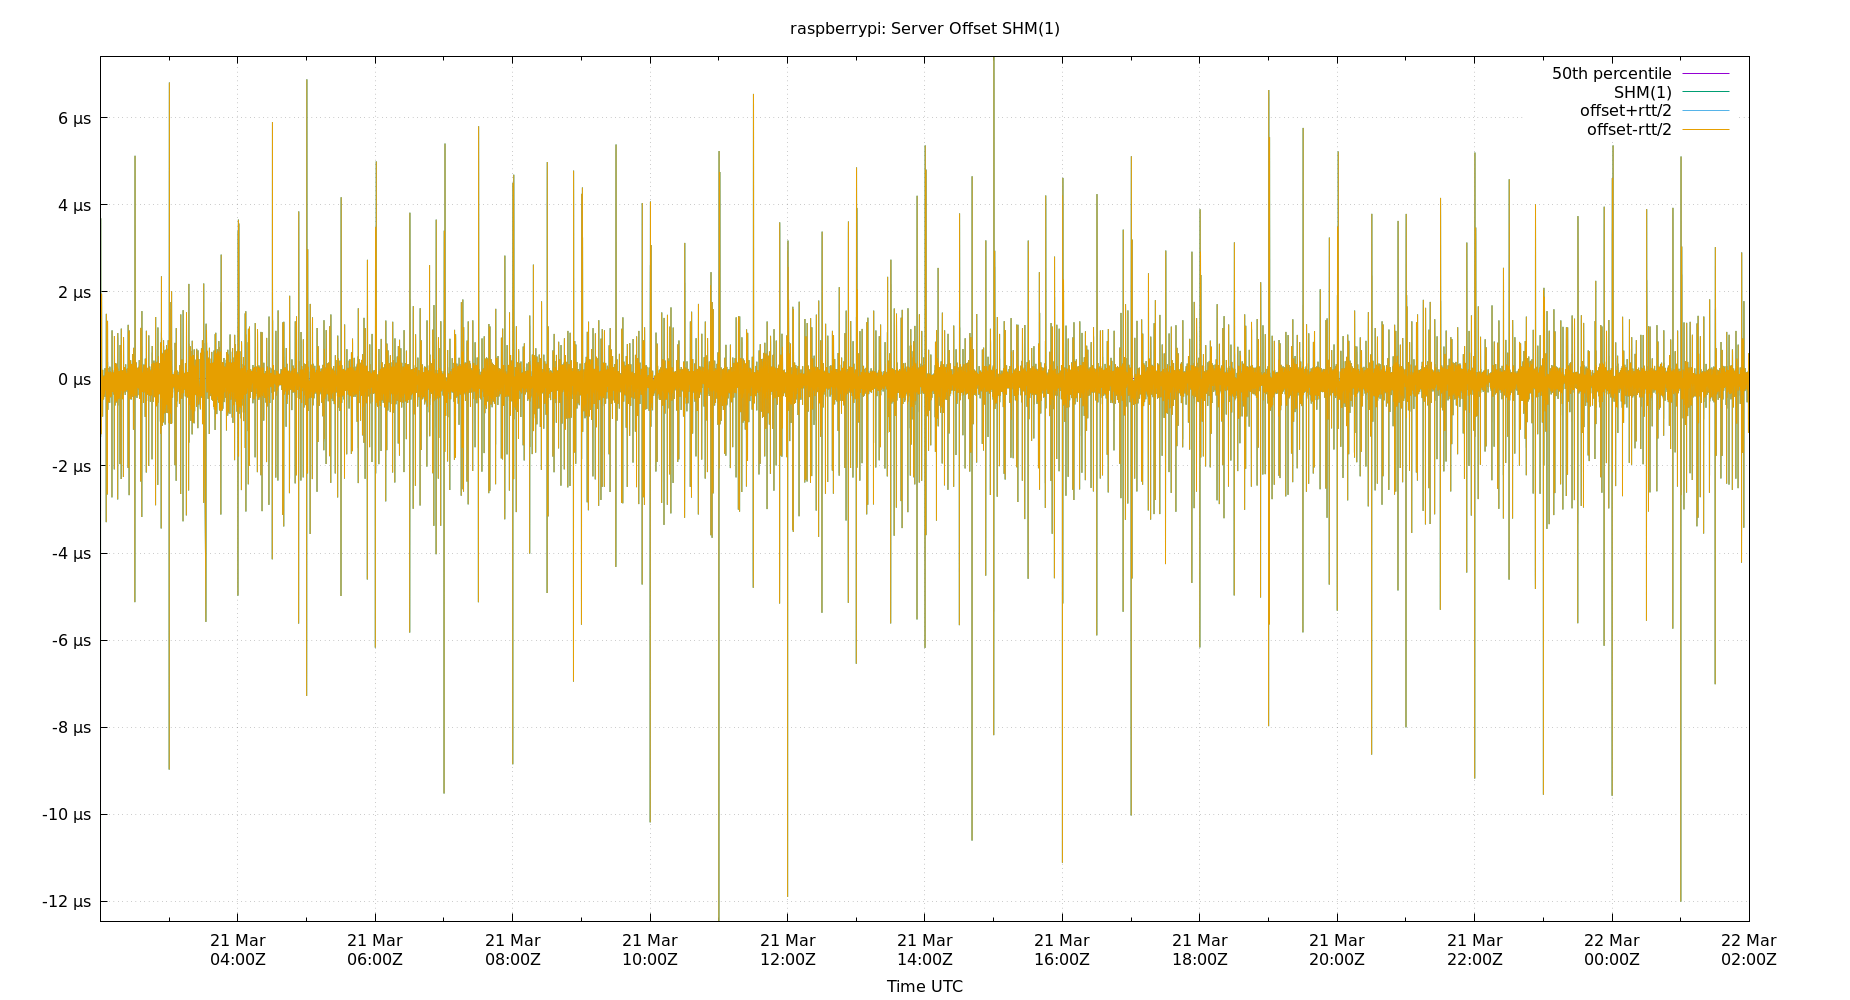 raspberrypi: Server Offset SHM(1)
50th percentile
SHM(1)
offset+rtt/2
offset-rtt/2
6 µs
4 µs
2 µs
0 µs
-2 µs
-4 µs
-6 µs
-8 µs
-10 µs
-12 µs
21 Mar 21 Mar 21 Mar 21 Mar 21 Mar 21 Mar 21 Mar 21 Mar 21 Mar 21 Mar 22 Mar 22 Mar
04:00Z 06:00Z 08:00Z 10:00Z 12:00Z 14:00Z 16:00Z 18:00Z 20:00Z 22:00Z 00:00Z 02:00Z
Time UTC